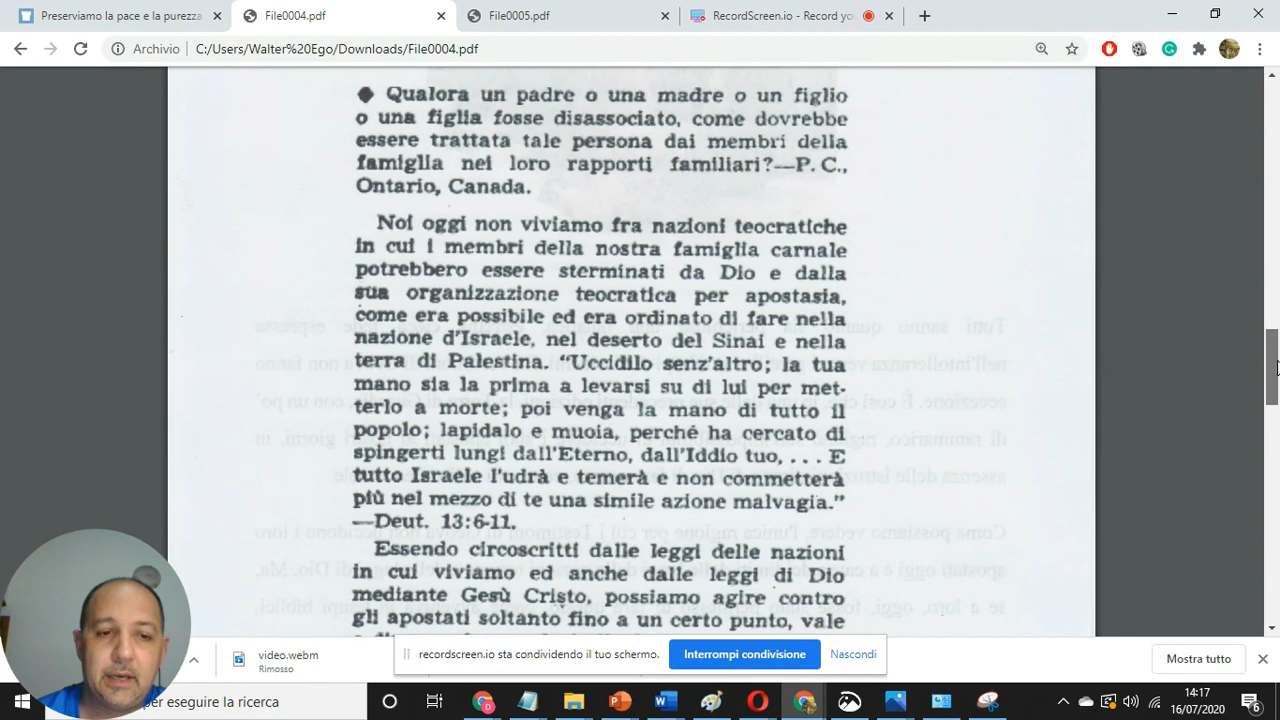 Preserviamo la pace e la purezza
File0004.pdf
File0005.pdf
RecordScreen.io - Record you
Archivio
C:/Users/Walter%20Ego/Downloads/File0004.pdf
● Qualora un padre o una madre o un figlio
o una figlia fosse disassociato, come dovrebbe
essere trattata tale persona dai membri della
famiglia nei loro rapporti familiari?—P. C.,
Ontario, Canada.
Noi oggi non viviamo fra nazioni teocratiche
in cui i membri della nostra famiglia carnale
potrebbero essere sterminati da Dio e dalla
sua organizzazione teocratica per apostasia,
come era possibile ed era ordinato di fare nella
nazione d'Israele, nel deserto del Sinai e nella
terra di Palestina. “Uccidilo senz'altro; la tua
mano sia la prima a levarsi su di lui per met-
terlo a morte; poi venga la mano di tutto il
popolo; lapidalo e muoia, perché ha cercato di
spingerti lungi dall'Eterno, dall'Iddio tuo, . . . E
tutto Israele l'udrà e temerà e non commetterà
più nel mezzo di te una simile azione malvagia.”
—Deut. 13:6-11.
Essendo circoscritti dalle leggi delle nazioni
in cui viviamo ed anche dalle leggi di Dio
mediante Gesù Cristo, possiamo agire contro
gli apostati soltanto fino a un certo punto, vale
video.webm
Rimosso
recordscreen.io sta condividendo il tuo schermo.
Interrompi condivisione
Nascondi
Mostra tutto
per eseguire la ricerca
14:17
16/07/2020
6